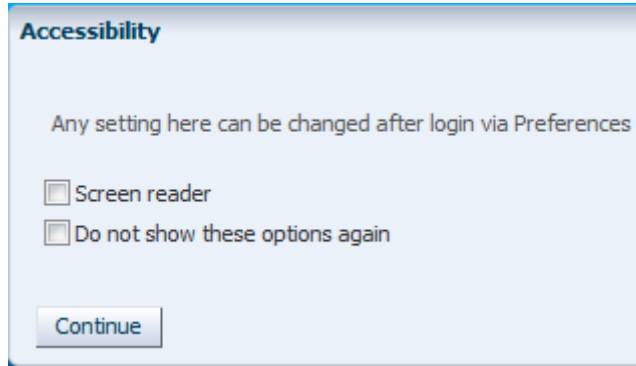 Accessibility
Any setting here can be changed after login via Preferences
Screen reader
Do not show these options again
Continue